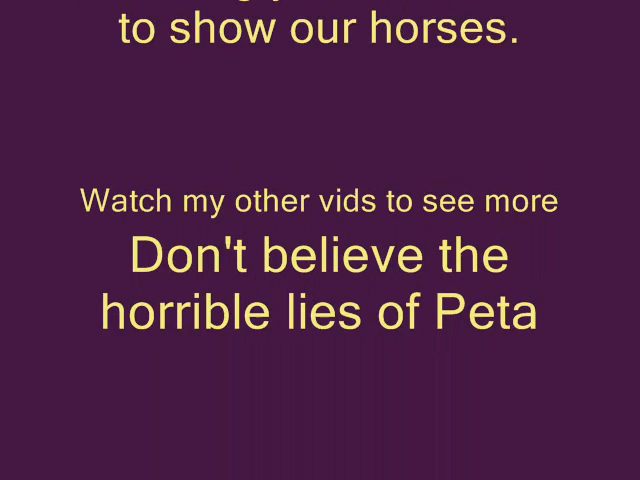 to show our horses.
Watch my other vids to see more
Don't believe the
horrible lies of Peta